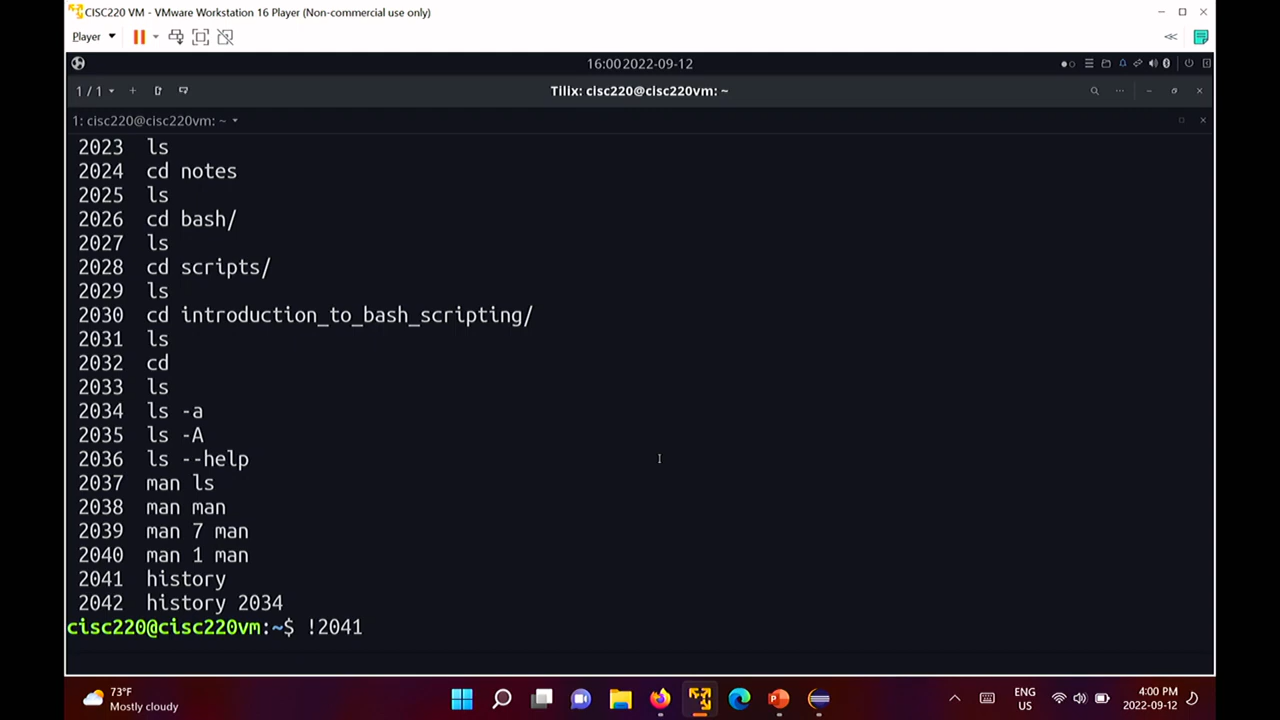 CISC220 VM - VMware Workstation 16 Player (Non-commercial use only)
Player
16:00 2022-09-12
1 / 1
Tilix: cisc220@cisc220vm: ~
1: cisc220@cisc220vm: ~
2023 ls
2024 cd notes
2025 ls
2026 cd bash/
2027 ls
2028 cd scripts/
2029 ls
2030 cd introduction_to_bash_scripting/
2031 ls
2032 cd
2033 ls
2034 ls -a
2035 ls -A
2036 ls --help
2037 man ls
2038 man man
2039 man 7 man
2040 man 1 man
2041 history
2042 history 2034
cisc220@cisc220vm:~$ !2041
73°F
Mostly cloudy
ENG
US
4:00 PM
2022-09-12